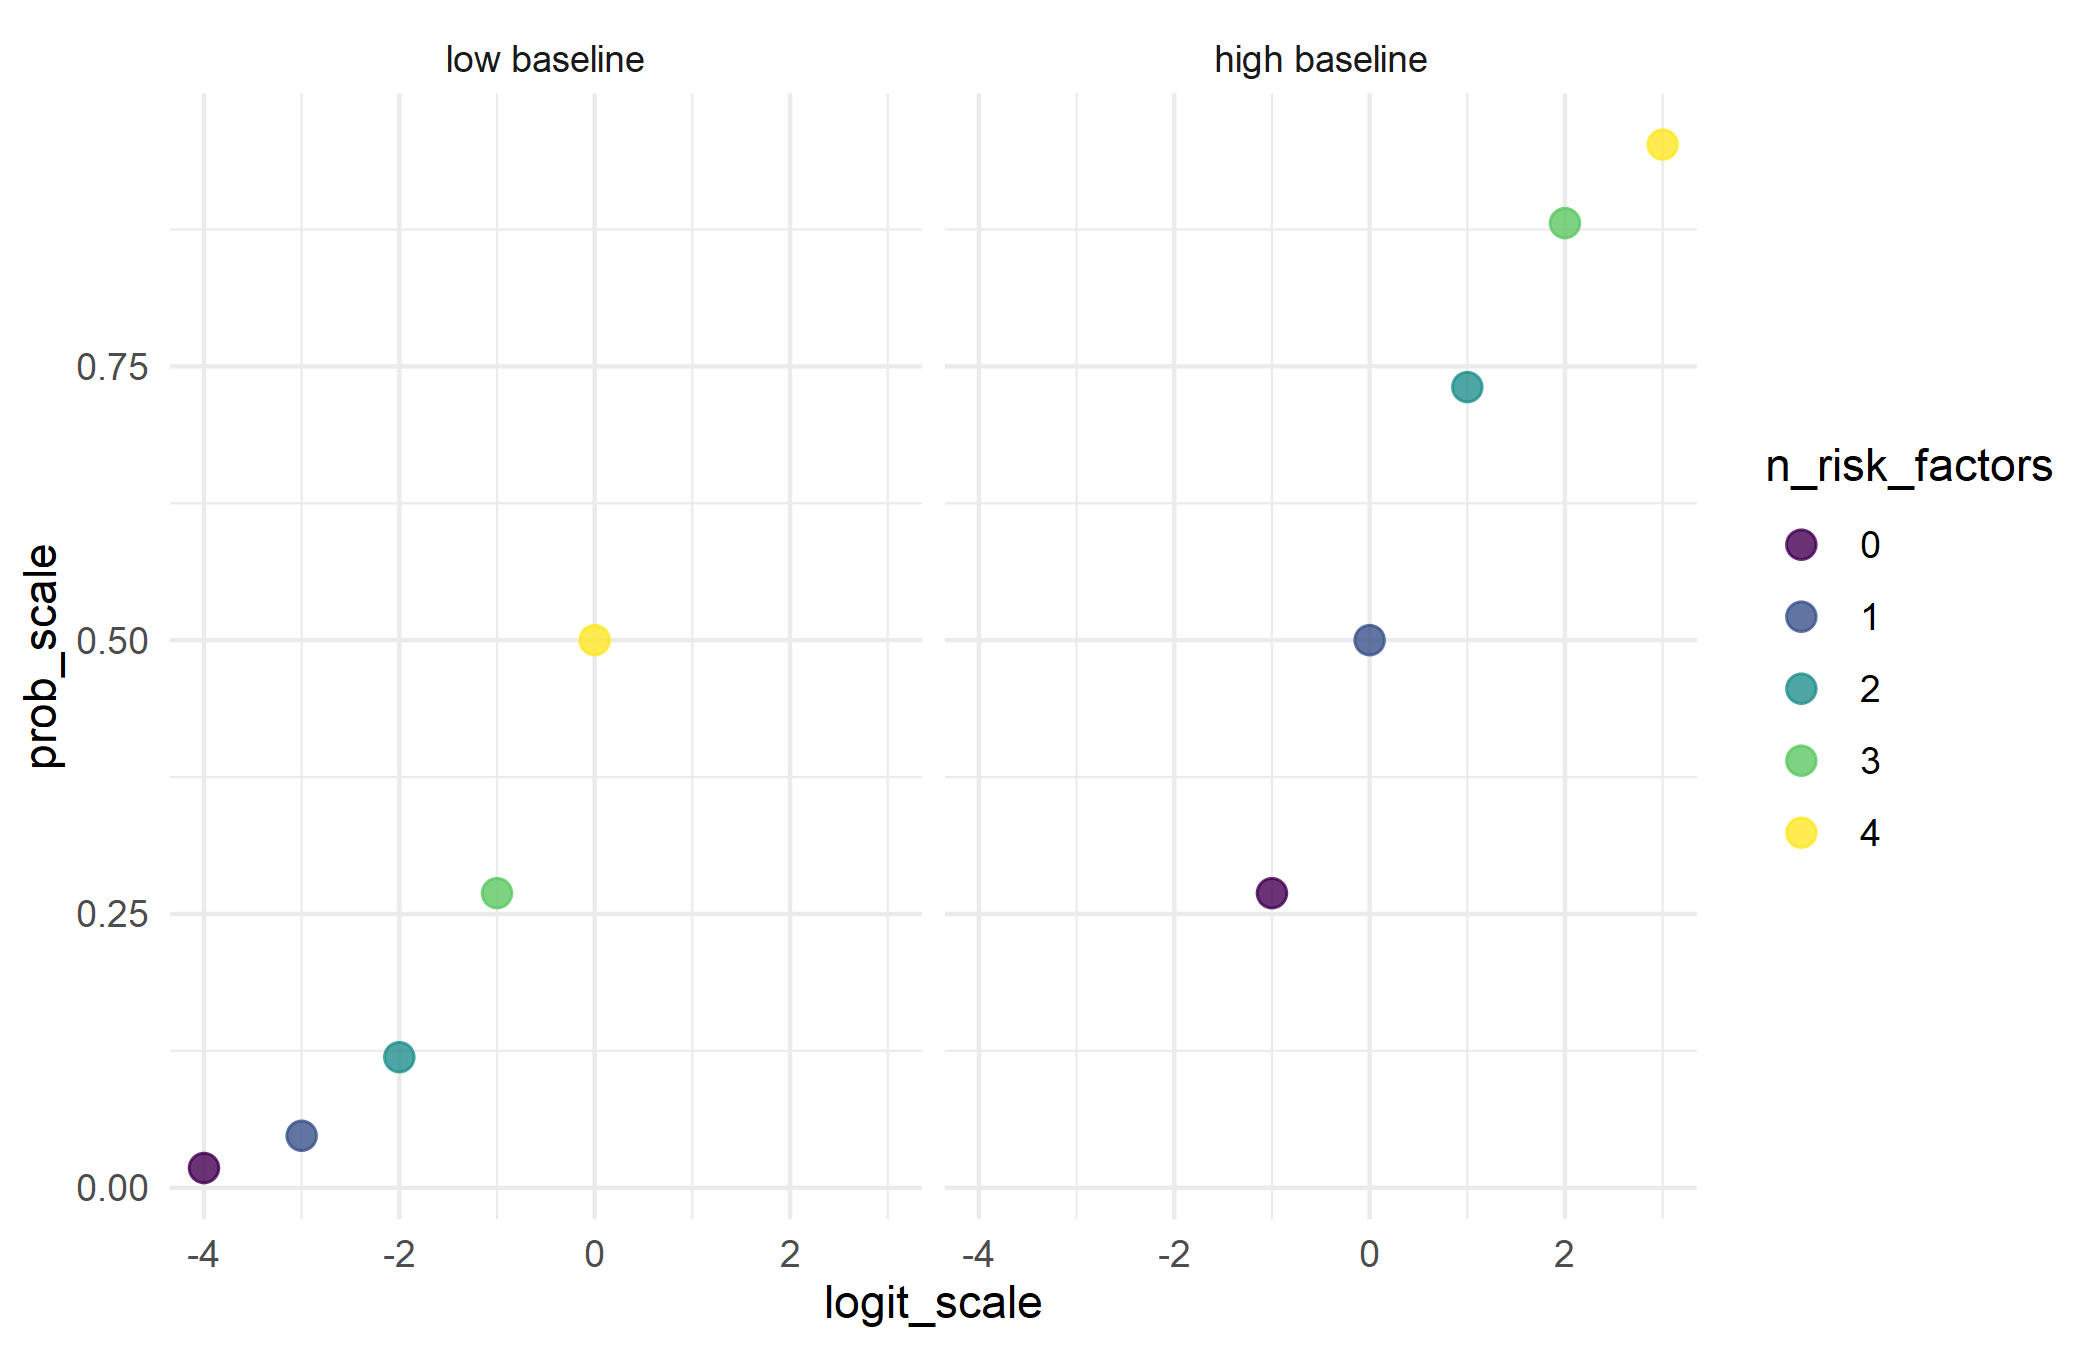 low baseline
high baseline
prob_scale
0.75
0.50
0.25
0.00
-4 -2 0 2
-4 -2 0 2
logit_scale
n_risk_factors
0
1
2
3
4